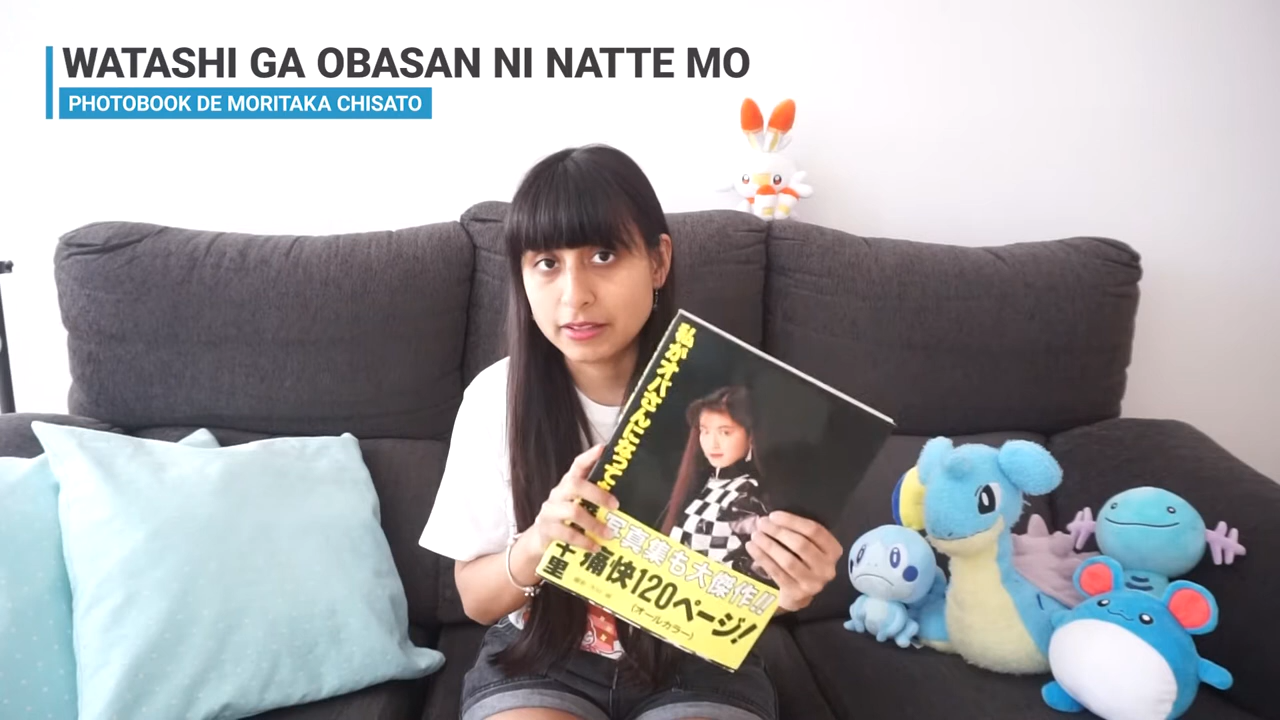 WATASHI GA OBASAN NI NATTE MO
PHOTOBOOK DE MORITAKA CHISATO
私がオバさんになって
千里
写真集も大傑作!!
痛快120ページ!
(オールカラー)